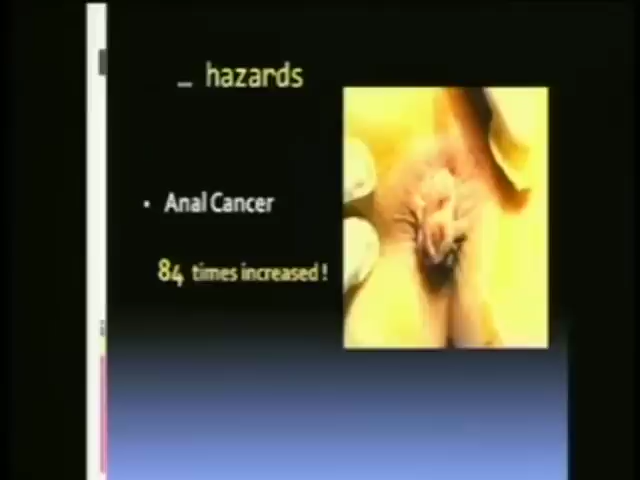 _ hazards
• Anal Cancer
84 times increased!